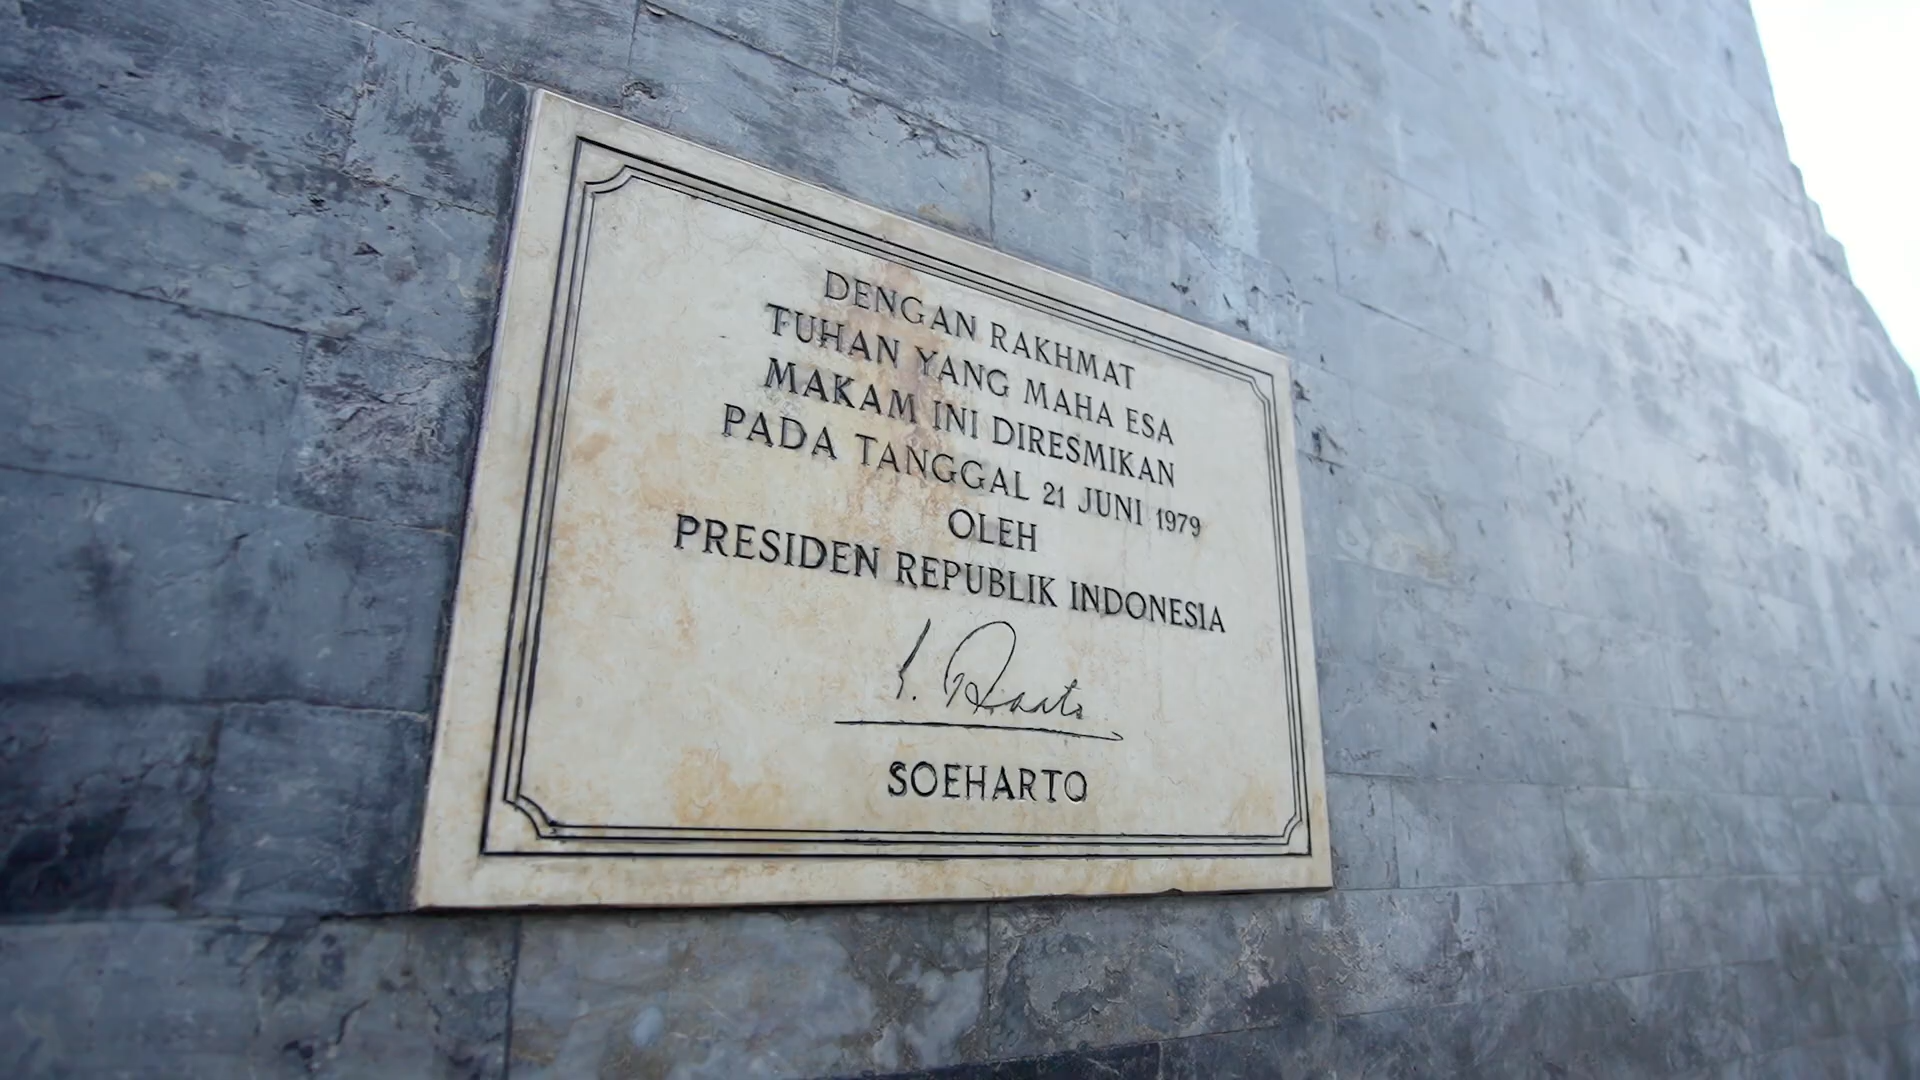 DENGAN RAKHMAT
TUHAN YANG MAHA ESA
MAKAM INI DIRESMIKAN
PADA TANGGAL 21 JUNI 1979
OLEH
PRESIDEN REPUBLIK INDONESIA
SOEHARTO